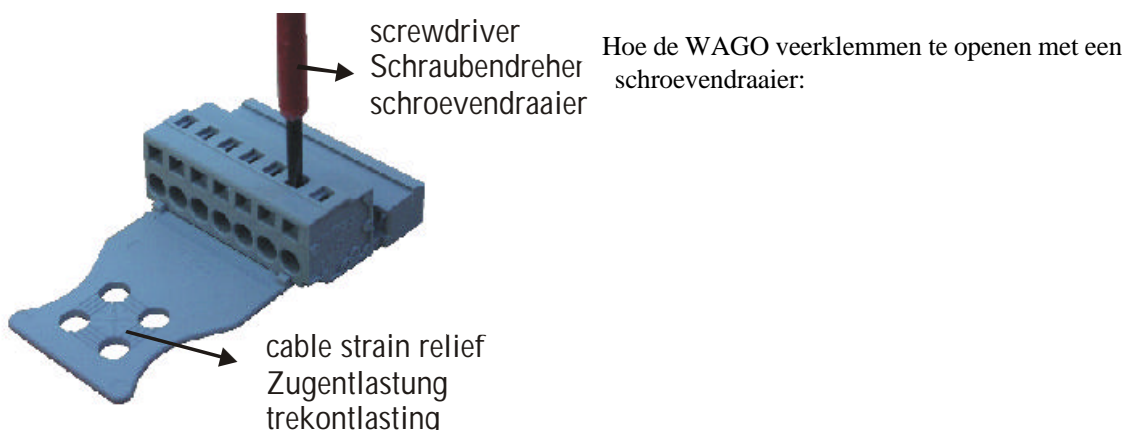 screwdriver
Schraubendreher
schroevendraaier
Hoe de WAGO veerklemmen te openen met een
schroevendraaier:
cable strain relief
Zugentlastung
trekontlasting